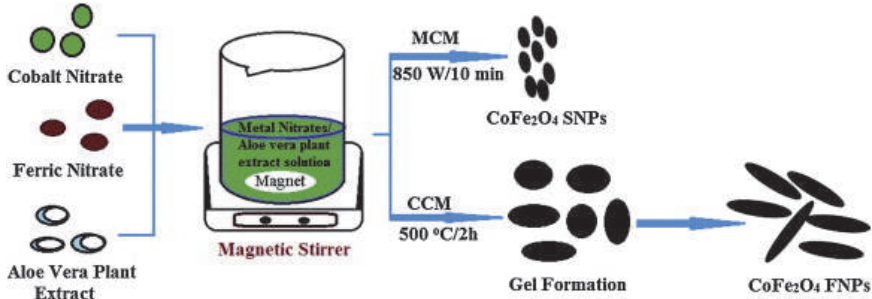 Cobalt Nitrate
Ferric Nitrate
Aloe Vera Plant
Extract
Metal Nitrates/
Aloe vera plant
extract solution
Magnet
Magnetic Stirrer
MCM
850 W/10 min
CoFe₂O₄ SNPs
CCM
500 °C/2h
Gel Formation
CoFe₂O₄ FNPs